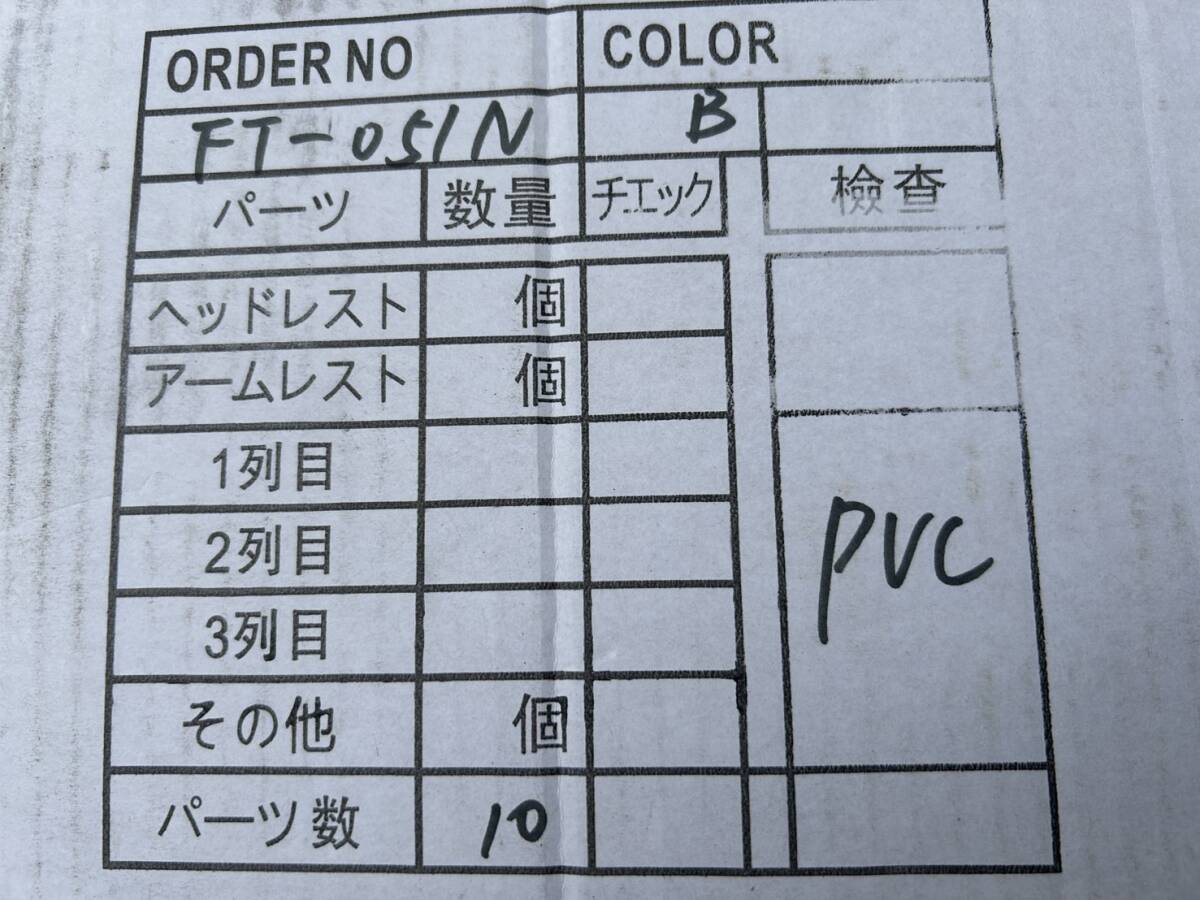 ORDER NO COLOR
FT-051N B
パーツ 数量 チェック 檢査
ヘッドレスト 個
アームレスト 個
1列目
2列目
3列目
PVC
その他 個
パーツ数 10